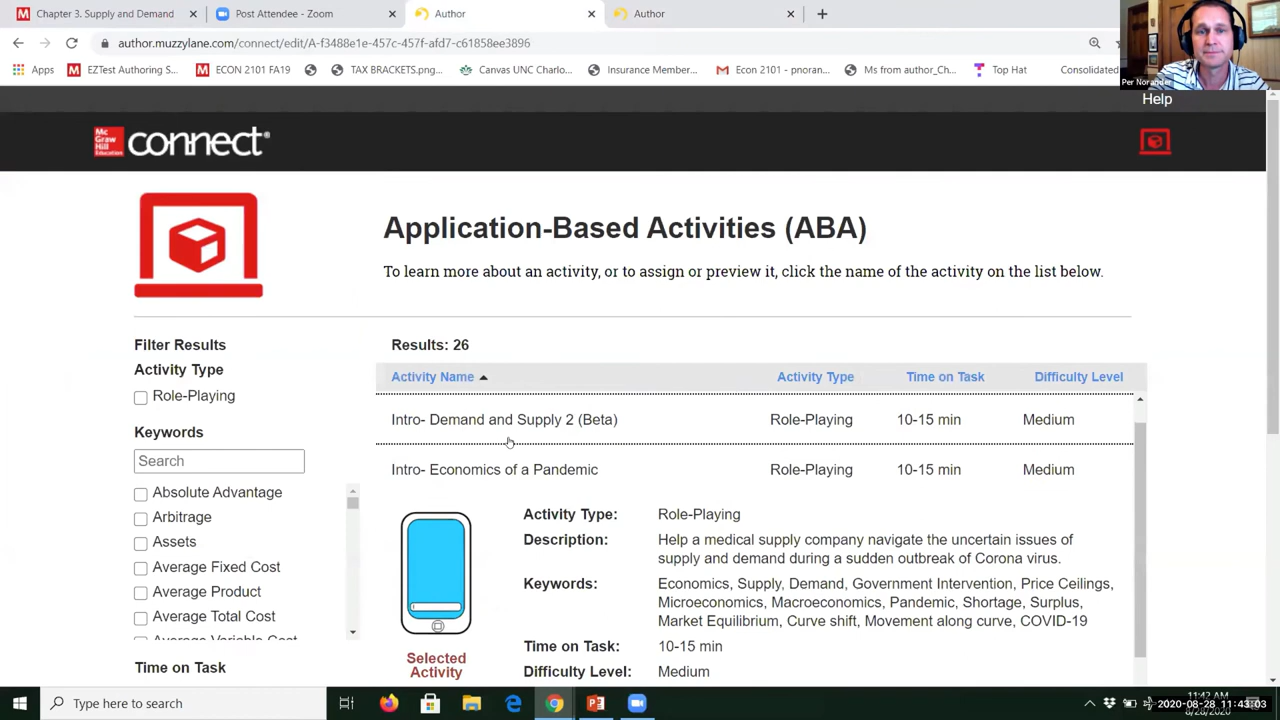 Chapter 3. Supply and Demand
Post Attendee - Zoom
Author
Author
author.muzzylane.com/connect/edit/A-f3488e1e-457c-457f-afd7-c61858ee3896
Apps
EZTest Authoring S...
ECON 2101 FA19
TAX BRACKETS.png...
Canvas UNC Charlo...
Insurance Member...
Econ 2101 - pnoran...
Ms from author_Ch...
Top Hat
Consolidated
Help
Mc
Graw
Hill
Education
connect®
Application-Based Activities (ABA)
To learn more about an activity, or to assign or preview it, click the name of the activity on the list below.
Filter Results
Activity Type
Role-Playing
Keywords
Search
Absolute Advantage
Arbitrage
Assets
Average Fixed Cost
Average Product
Average Total Cost
Average Variable Cost
Time on Task
Results: 26
Activity Name Activity Type Time on Task Difficulty Level
Intro- Demand and Supply 2 (Beta) Role-Playing 10-15 min Medium
Intro- Economics of a Pandemic Role-Playing 10-15 min Medium
Activity Type: Role-Playing
Description: Help a medical supply company navigate the uncertain issues of
supply and demand during a sudden outbreak of Corona virus.
Keywords: Economics, Supply, Demand, Government Intervention, Price Ceilings,
Microeconomics, Macroeconomics, Pandemic, Shortage, Surplus,
Market Equilibrium, Curve shift, Movement along curve, COVID-19
Time on Task: 10-15 min
Difficulty Level: Medium
Selected
Activity
Type here to search
11:42 AM
2020-08-28 11:43:03